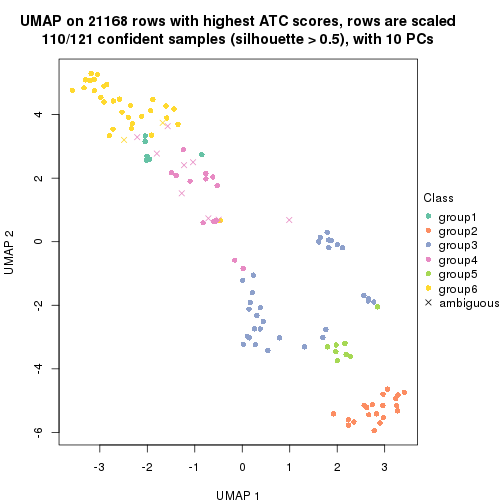 UMAP on 21168 rows with highest ATC scores, rows are scaled
110/121 confident samples (silhouette > 0.5), with 10 PCs
4
2
0
-2
-4
-6
UMAP 2
-3
-2
-1
0
1
2
3
UMAP 1
Class
group1
group2
group3
group4
group5
group6
ambiguous